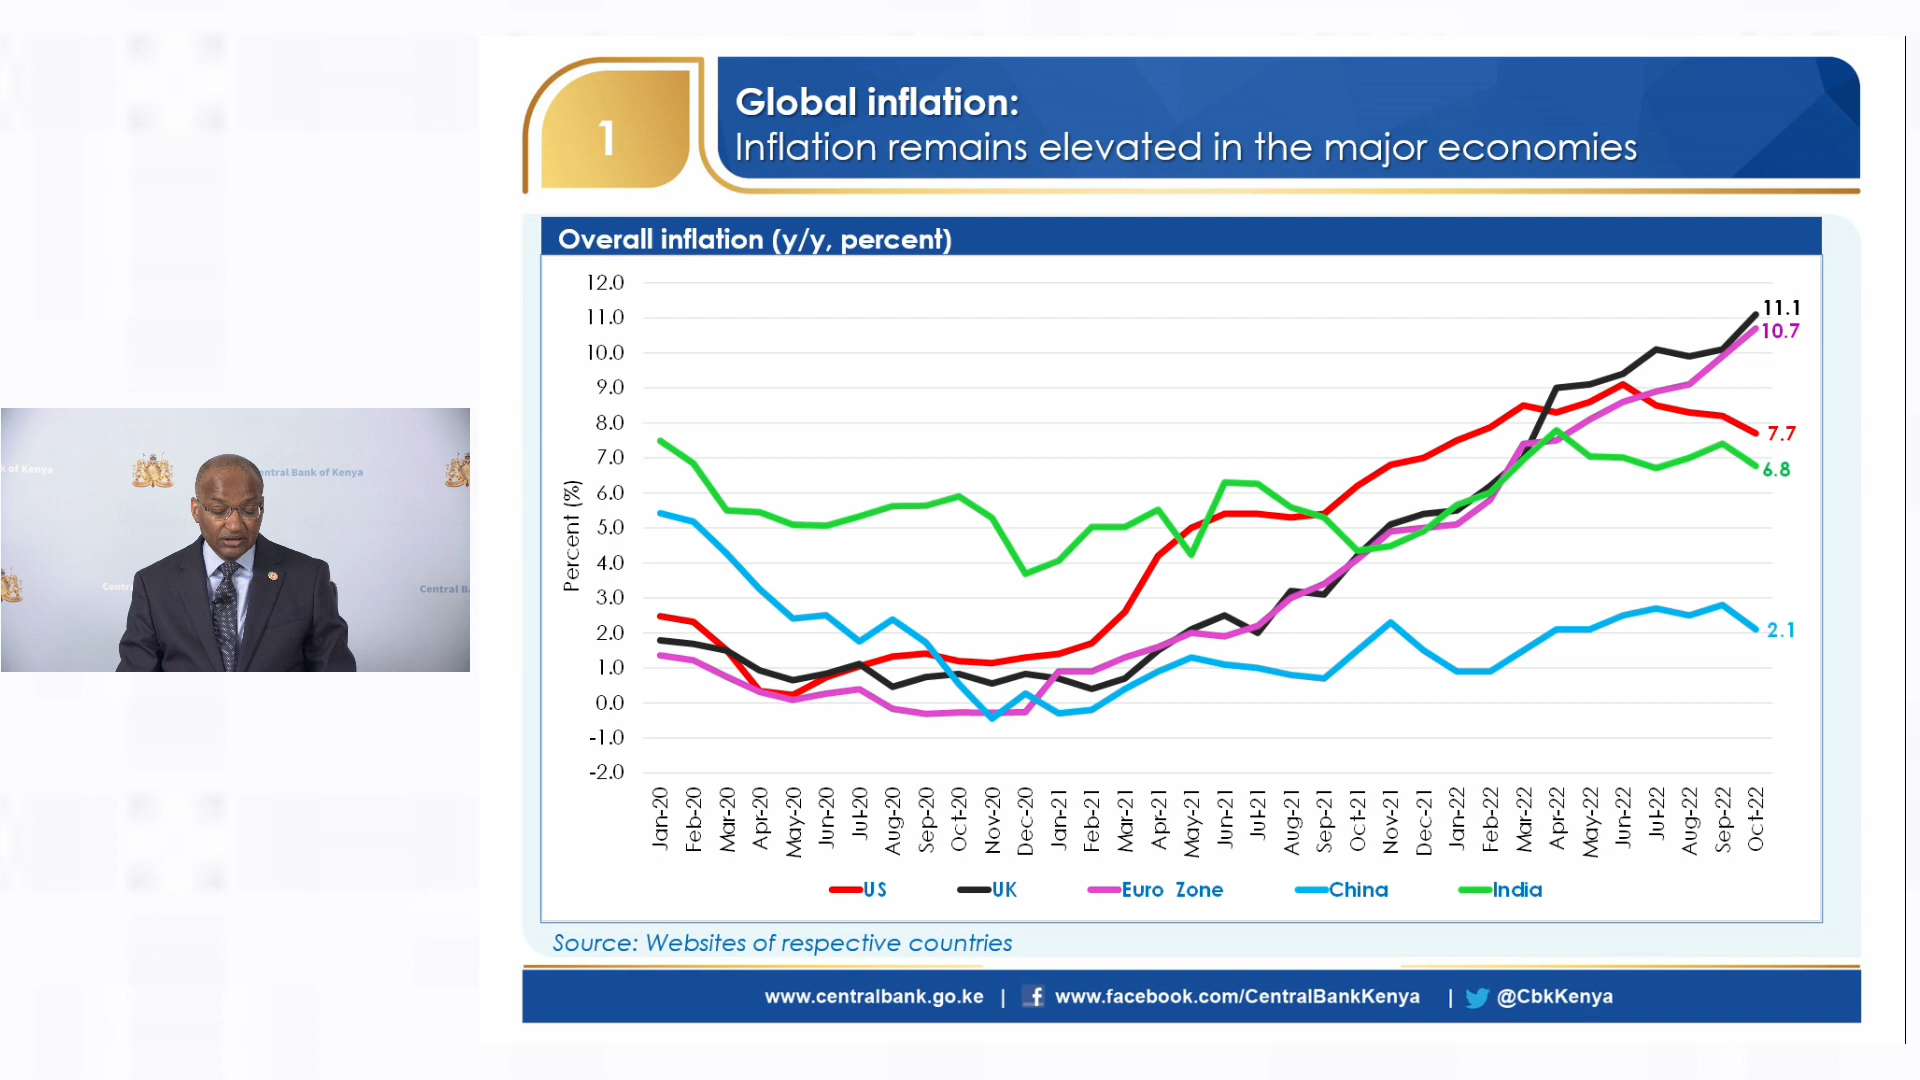 1
Global inflation:
Inflation remains elevated in the major economies
Overall inflation (y/y, percent)
12.0
11.0
10.0
9.0
8.0
7.0
6.0
5.0
4.0
3.0
2.0
1.0
0.0
-1.0
-2.0
Percent (%)
11.1
10.7
7.7
6.8
2.1
Jan-20
Feb-20
Mar-20
Apr-20
May-20
Jun-20
Jul-20
Aug-20
Sep-20
Oct-20
Nov-20
Dec-20
Jan-21
Feb-21
Mar-21
Apr-21
May-21
Jun-21
Jul-21
Aug-21
Sep-21
Oct-21
Nov-21
Dec-21
Jan-22
Feb-22
Mar-22
Apr-22
May-22
Jun-22
Jul-22
Aug-22
Sep-22
Oct-22
US UK Euro Zone China India
Source: Websites of respective countries
www.centralbank.go.ke | www.facebook.com/CentralBankKenya | @CbkKenya
k of Kenya
entral Bank of Kenya
Centr
Central Ba